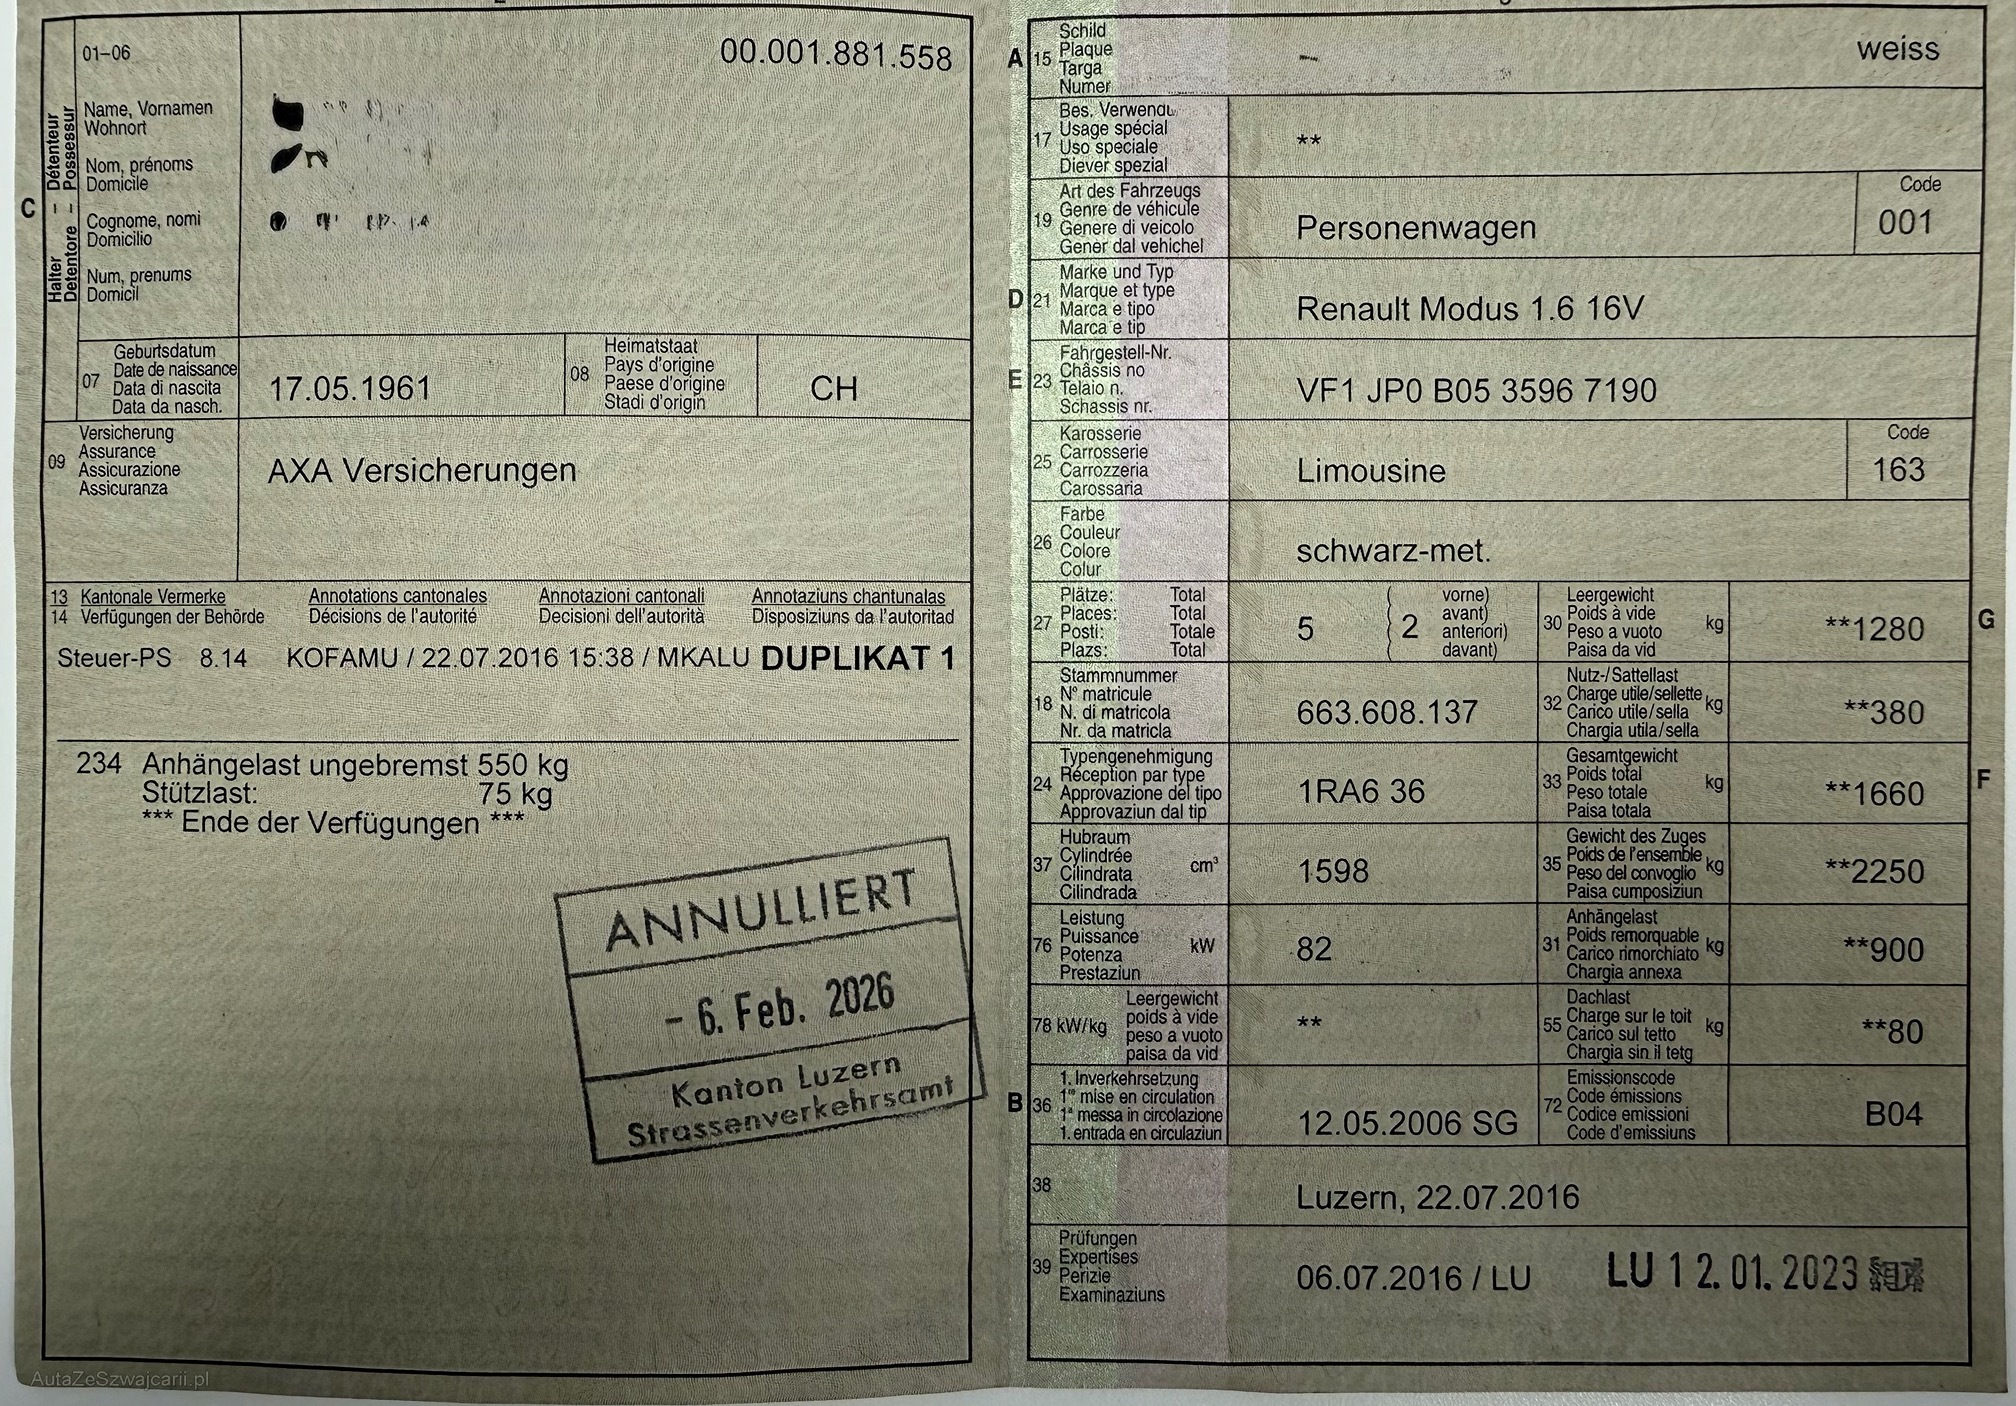 01-06
00.001.881.558
C
Halter – Détenteur
Detentore – Possessur
Name, Vornamen
Wohnort
Nom, prénoms
Domicile
Cognome, nomi
Domicilio
Num, prenums
Domicil
07
Geburtsdatum
Date de naissance
Data di nascita
Data da nasch.
17.05.1961
08
Heimatstaat
Pays d'origine
Paese d'origine
Stadi d'origin
CH
09
Versicherung
Assurance
Assicurazione
Assicuranza
AXA Versicherungen
13 Kantonale Vermerke Annotations cantonales Annotazioni cantonali Annotaziuns chantunalas
14 Verfügungen der Behörde Décisions de l'autorité Decisioni dell'autorità Disposiziuns da l'autoritad
Steuer-PS 8.14 KOFAMU / 22.07.2016 15:38 / MKALU DUPLIKAT 1
234 Anhängelast ungebremst 550 kg
Stützlast: 75 kg
*** Ende der Verfügungen ***
ANNULLIERT
- 6. Feb. 2026
Kanton Luzern
Strassenverkehrsamt
A
15
Schild
Plaque
Targa
Numer
weiss
17
Bes. Verwendu
Usage spécial
Uso speciale
Diever spezial
**
19
Art des Fahrzeugs
Genre de véhicule
Genere di veicolo
Gener dal vehichel
Personenwagen
Code
001
D
21
Marke und Typ
Marque et type
Marca e tipo
Marca e tip
Renault Modus 1.6 16V
E
23
Fahrgestell-Nr.
Châssis no
Telaio n.
Schassis nr.
VF1 JP0 B05 3596 7190
25
Karosserie
Carrosserie
Carrozzeria
Carossaria
Limousine
Code
163
26
Farbe
Couleur
Colore
Colur
schwarz-met.
27
Plätze: Total
Places: Total
Posti: Totale
Plazs: Total
5
( vorne)
( avant)
( 2 anteriori)
( davant)
30
Leergewicht
Poids à vide
Peso a vuoto
Paisa da vid
kg
**1280
G
18
Stammnummer
N° matricule
N. di matricola
Nr. da matricla
663.608.137
32
Nutz-/Sattellast
Charge utile/sellette
Carico utile/sella
Chargia utila/sella
kg
**380
24
Typengenehmigung
Réception par type
Approvazione del tipo
Approvaziun dal tip
1RA6 36
33
Gesamtgewicht
Poids total
Peso totale
Paisa totala
kg
**1660
F
37
Hubraum
Cylindrée
Cilindrata
Cilindrada
cm³
1598
35
Gewicht des Zuges
Poids de l'ensemble
Peso del convoglio
Paisa cumposiziun
kg
**2250
76
Leistung
Puissance
Potenza
Prestaziun
kW
82
31
Anhängelast
Poids remorquable
Carico rimorchiato
Chargia annexa
kg
**900
78 kW/kg
Leergewicht
poids à vide
peso a vuoto
paisa da vid
**
55
Dachlast
Charge sur le toit
Carico sul tetto
Chargia sin il tetg
kg
**80
B
36
1. Inverkehrsetzung
1re mise en circulation
1a messa in circolazione
1. entrada en circulaziun
12.05.2006 SG
72
Emissionscode
Code émissions
Codice emissioni
Code d'emissiuns
B04
38
Luzern, 22.07.2016
39
Prüfungen
Expertises
Perizie
Examinaziuns
06.07.2016 / LU
LU 12.01.2023
AutaZeSzwajcarii.pl